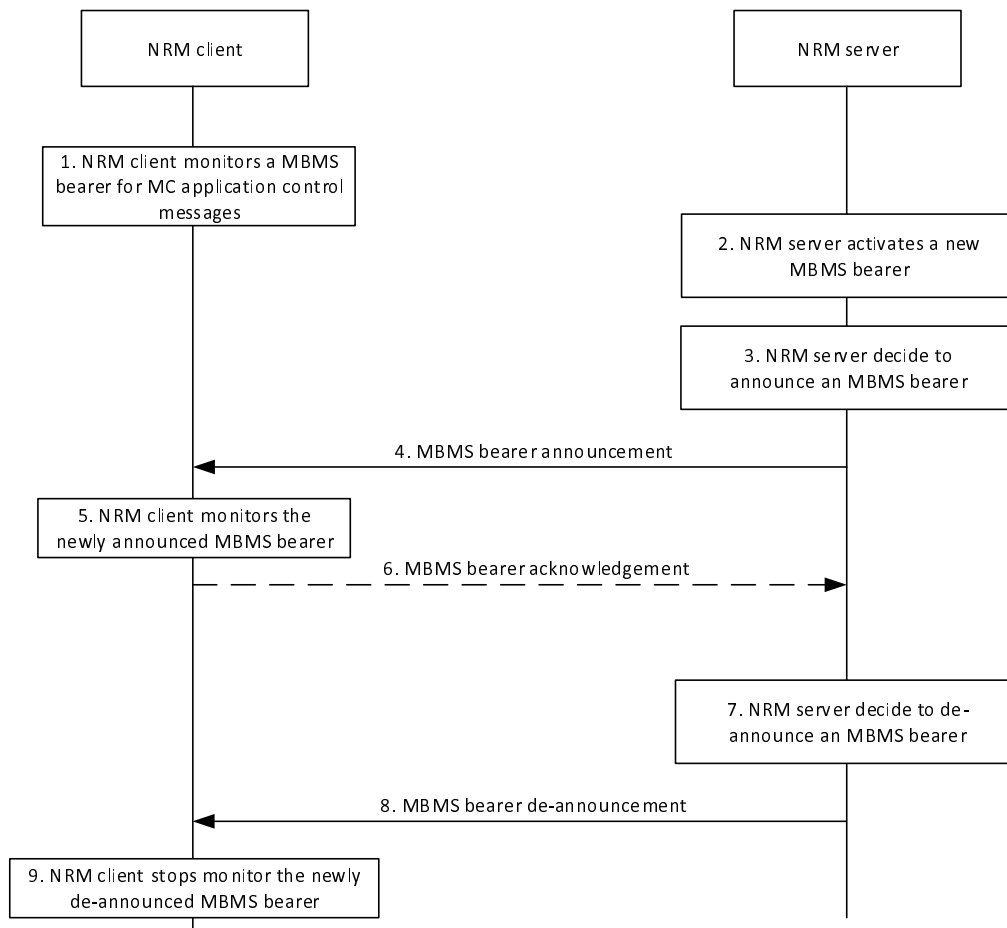 NRM client
NRM server
1. NRM client monitors a MBMS
bearer for MC application control
messages
2. NRM server activates a new
MBMS bearer
3. NRM server decide to
announce an MBMS bearer
4. MBMS bearer announcement
5. NRM client monitors the
newly announced MBMS bearer
6. MBMS bearer acknowledgement
7. NRM server decide to de-
announce an MBMS bearer
8. MBMS bearer de-announcement
9. NRM client stops monitor the newly
de-announced MBMS bearer